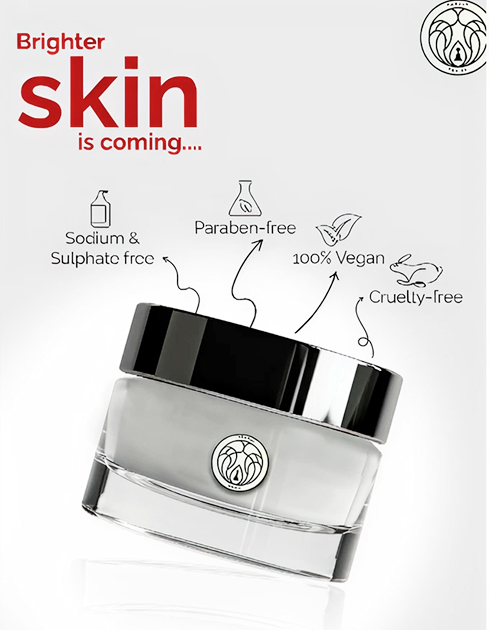 Brighter
skin
is coming....
Sodium &
Sulphate free
Paraben-free
100% Vegan
Cruelty-free